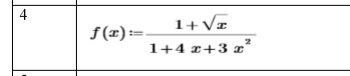 4
f(x):= (1+√x)/(1+4 x+3 x²)